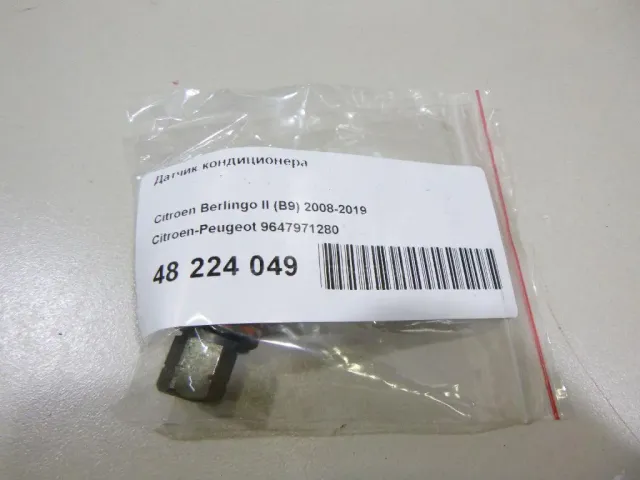 Датчик кондиционера
Citroen Berlingo II (B9) 2008-2019
Citroen-Peugeot 9647971280
48 224 049